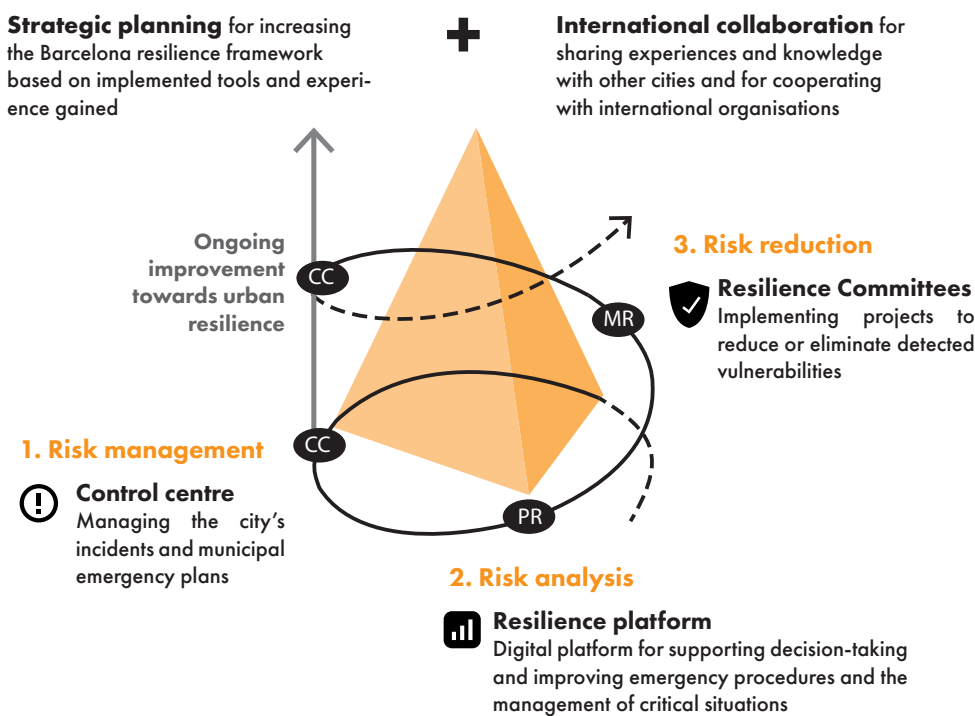 Strategic planning for increasing
the Barcelona resilience framework
based on implemented tools and experi-
ence gained
+
International collaboration for
sharing experiences and knowledge
with other cities and for cooperating
with international organisations
Ongoing
improvement
towards urban
resilience
CC
MR
3. Risk reduction
Resilience Committees
Implementing projects to
reduce or eliminate detected
vulnerabilities
1. Risk management
CC
Control centre
Managing the city's
incidents and municipal
emergency plans
PR
2. Risk analysis
Resilience platform
Digital platform for supporting decision-taking
and improving emergency procedures and the
management of critical situations